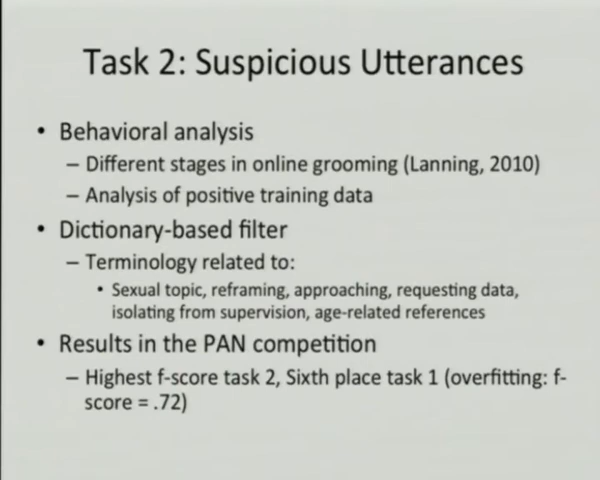 Task 2: Suspicious Utterances
• Behavioral analysis
– Different stages in online grooming (Lanning, 2010)
– Analysis of positive training data
• Dictionary-based filter
– Terminology related to:
• Sexual topic, reframing, approaching, requesting data,
isolating from supervision, age-related references
• Results in the PAN competition
– Highest f-score task 2, Sixth place task 1 (overfitting: f-
score = .72)